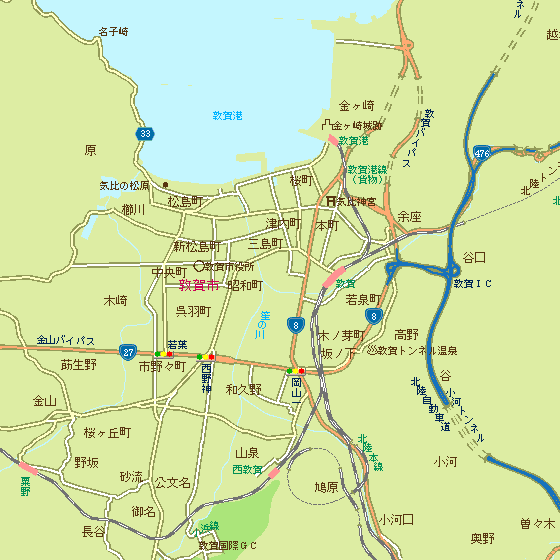 名子崎
ネル
越
敦賀港
33
金ヶ崎
金ヶ崎城跡
敦賀港
敦賀バイパス
原
476
敦賀港線
(貨物)
北陸トンネル
気比の松原
松島町
桜町
気比神宮
櫛川
津内町
本町
余座
新松島町
三島町
谷口
中央町
敦賀市役所
敦賀市
昭和町
敦賀
敦賀IC
木崎
呉羽町
笙の川
若泉町
8
8
木ノ芽町
高野
金山バイパス
27
若葉
坂ノ下
敦賀トンネル温泉
莇生野
市野々町
西野神
岡山一
谷
金山
和久野
北陸自動車道
小河トンネル
桜ヶ丘町
野坂
山泉
北陸本線
西敦賀
小河
粟野
砂流
公文名
鳩原
御名
小浜線
小河口
曽々木
長谷
敦賀国際GC
奥野